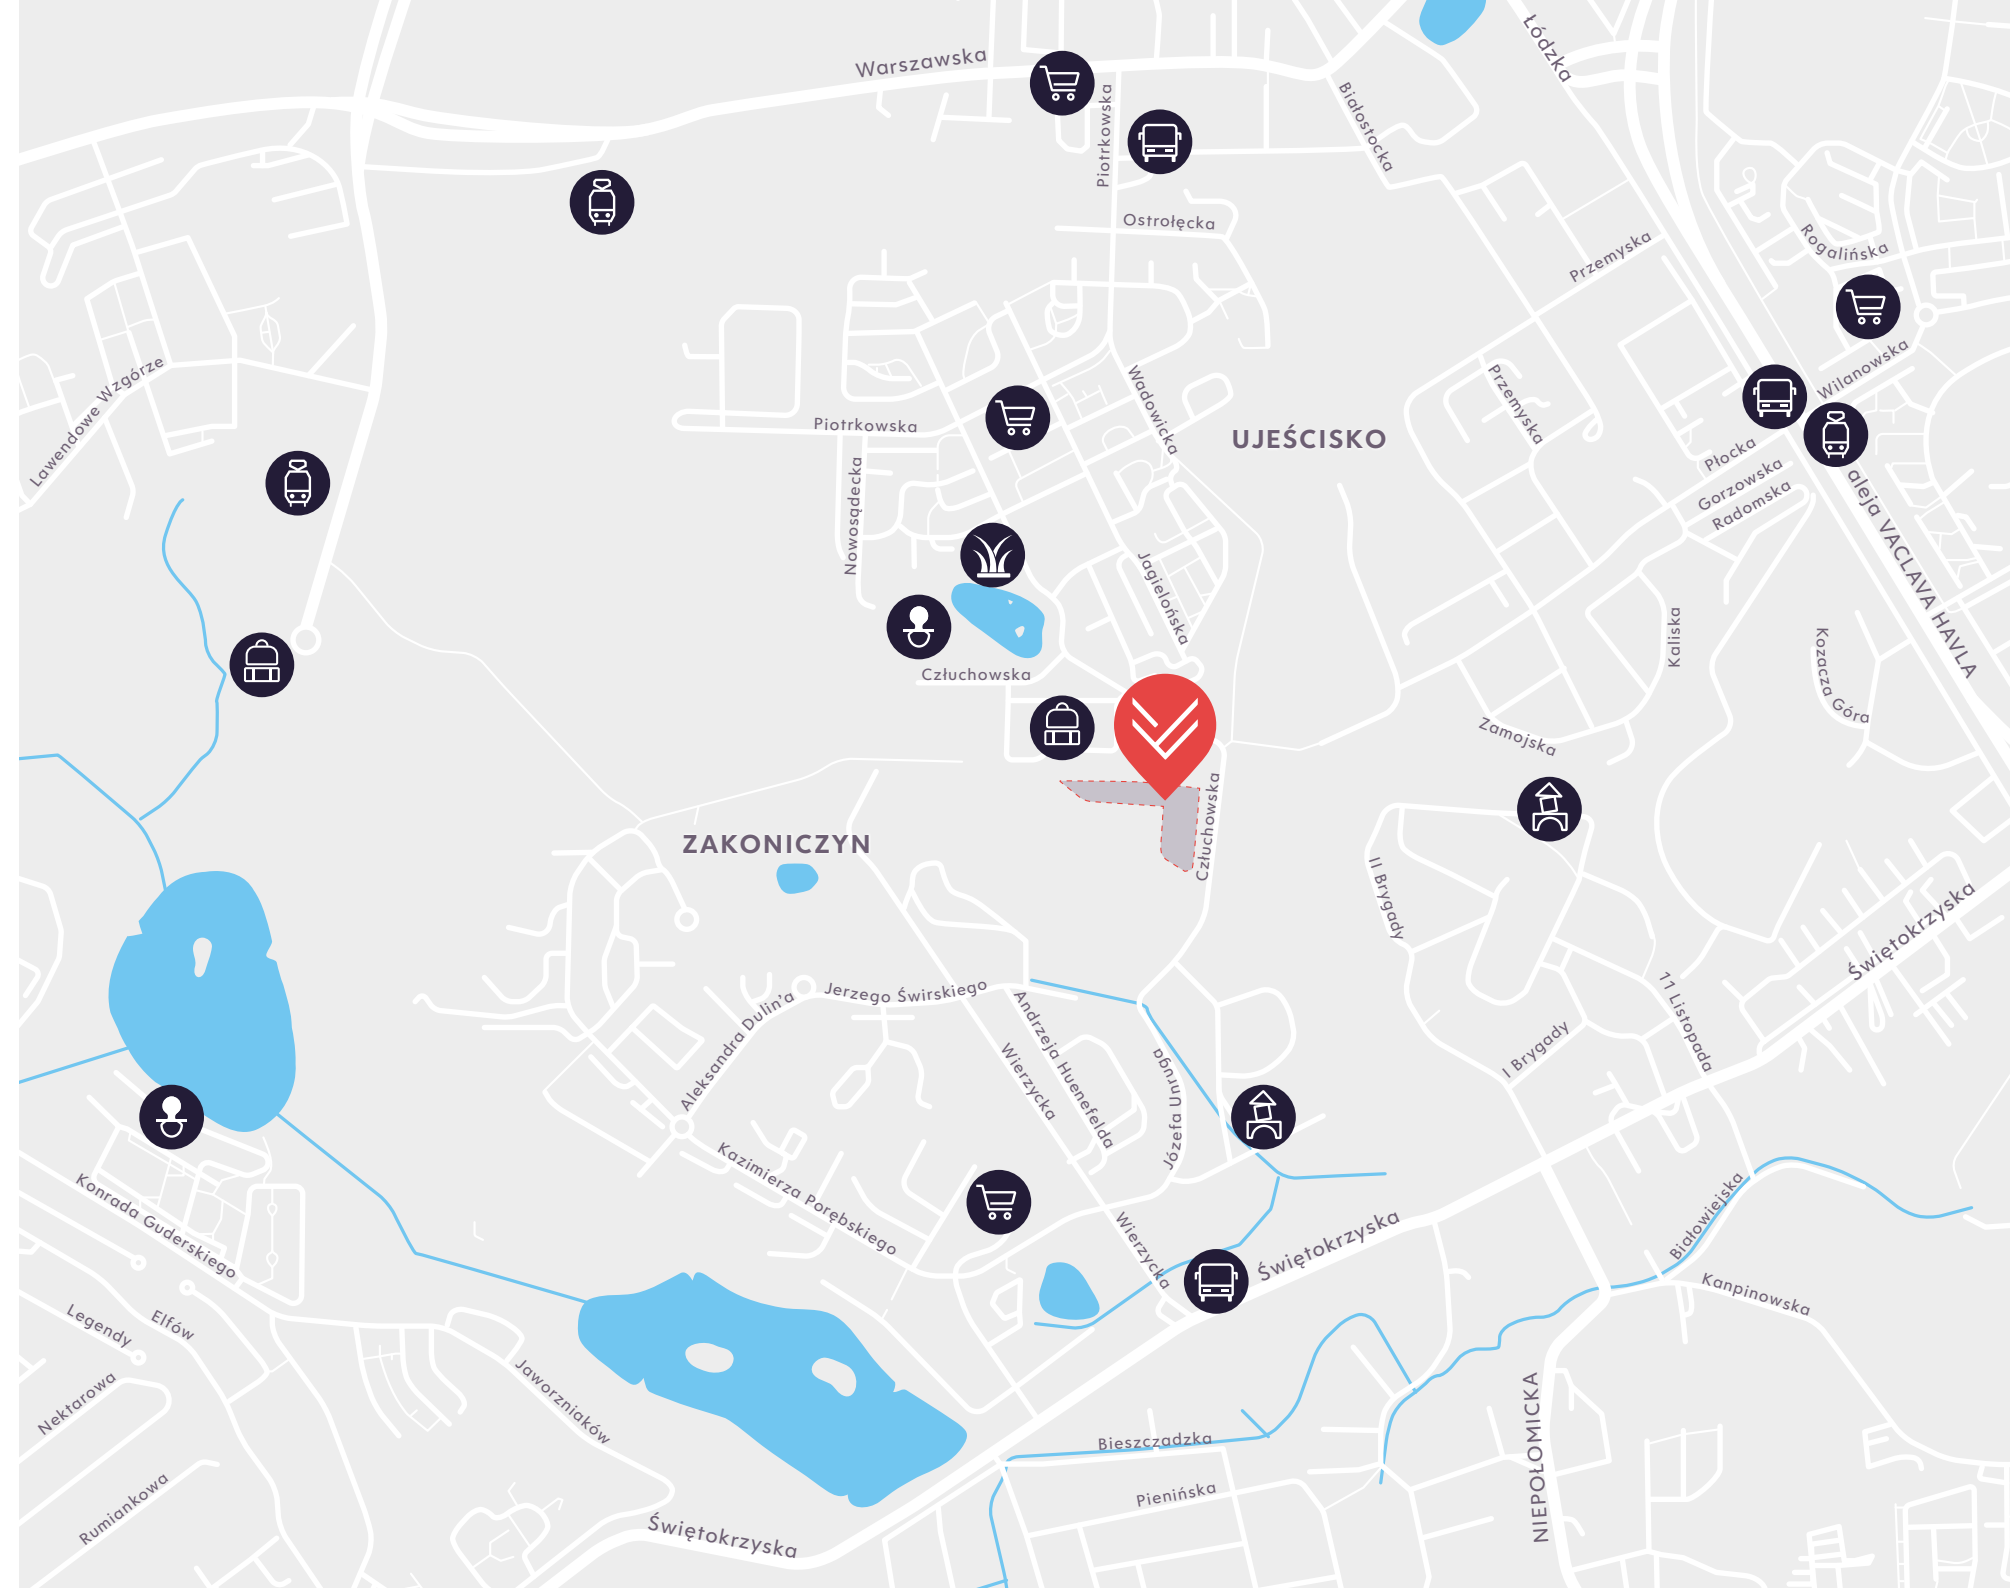 Łódzka
Warszawska
Piotrkowska
Białostocka
Ostrołęcka
Rogalińska
Przemyska
Lawendowe Wzgórze
Wilanowska
Wadowicka
Przemyska
Piotrkowska
UJEŚCISKO
Płocka
Gorzowska
Radomska
Nowosądecka
aleja VACLAVA HAVLA
Jagielońska
Kaliska
Kozacza Góra
Człuchowska
Zamojska
Człuchowska
ZAKONICZYN
II Brygady
Świętokrzyska
Jerzego Świrskiego
Aleksandra Dulin'a
Andrzeja Huenefelda
11 Listopada
I Brygady
Wierzycka
Józefa Unruga
Kazimierza Porębskiego
Konrada Guderskiego
Wierzycka
Świętokrzyska
Białowiejska
Kanpinowska
Legendy
Elfów
Jaworzniaków
Nektarowa
NIEPOŁOMICKA
Bieszczadzka
Pienińska
Rumiankowa
Świętokrzyska